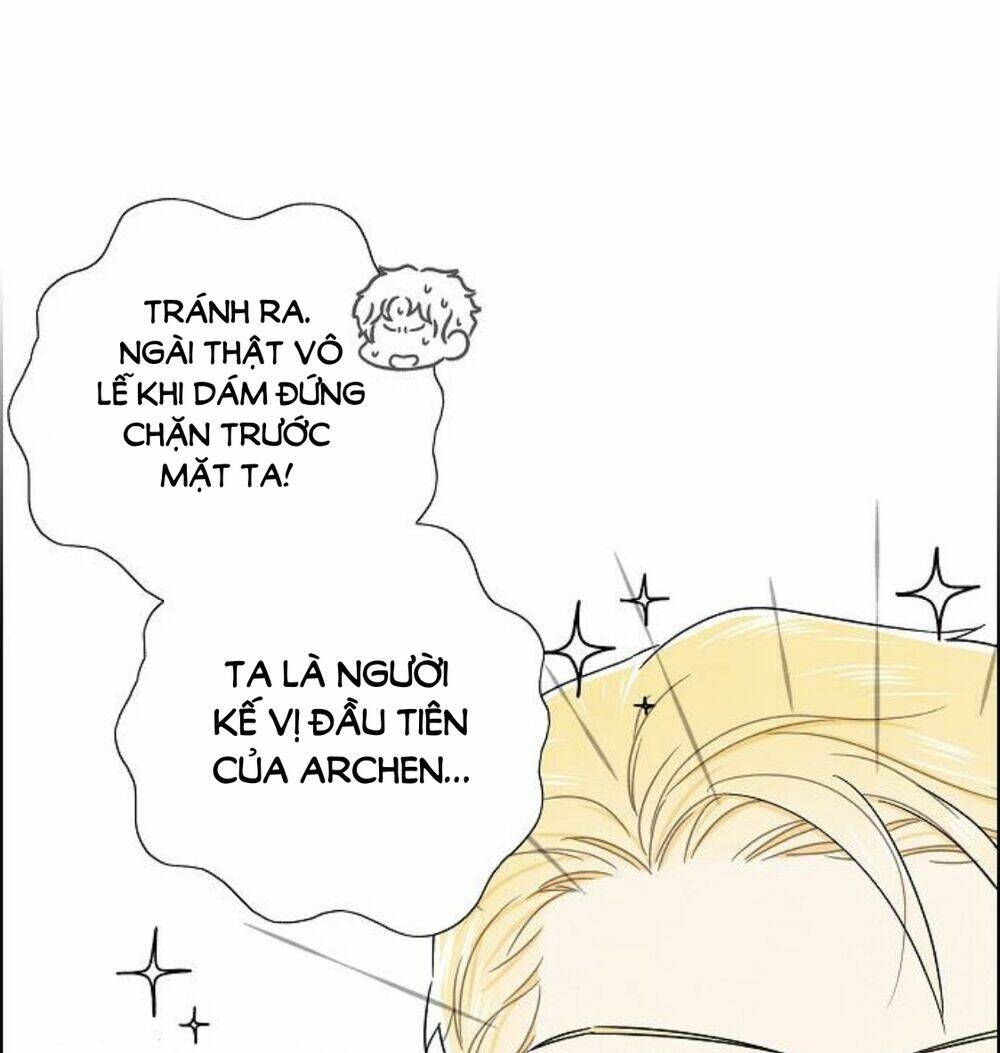 TRÁNH RA.
NGÀI THẬT VÔ
LỄ KHI DÁM ĐỨNG
CHẶN TRƯỚC
MẶT TA!
TA LÀ NGƯỜI
KẾ VỊ ĐẦU TIÊN
CỦA ARCHEN...